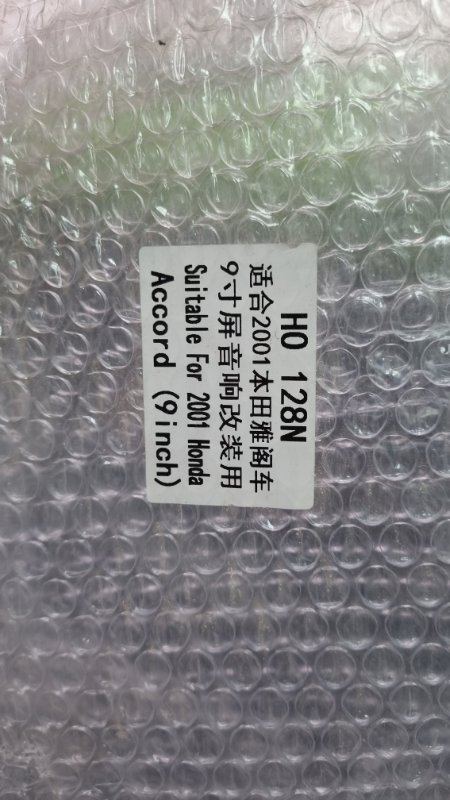 HO 128N
适合2001本田雅阁车
9寸屏音响改装用
Suitable For 2001 Honda
Accord (9inch)